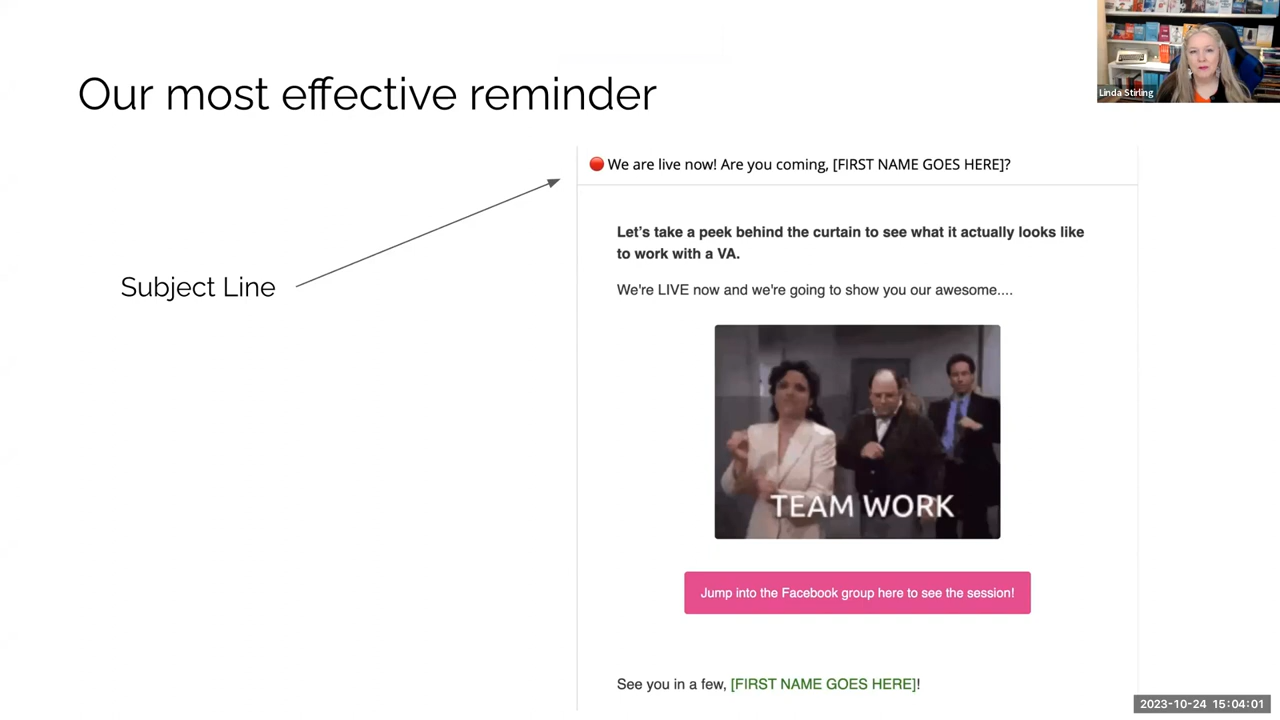 Our most effective reminder
Linda Stirling
🔴 We are live now! Are you coming, [FIRST NAME GOES HERE]?
Subject Line
Let’s take a peek behind the curtain to see what it actually looks like
to work with a VA.
We're LIVE now and we're going to show you our awesome....
TEAM WORK
Jump into the Facebook group here to see the session!
See you in a few, [FIRST NAME GOES HERE]!
2023-10-24 15:04:01